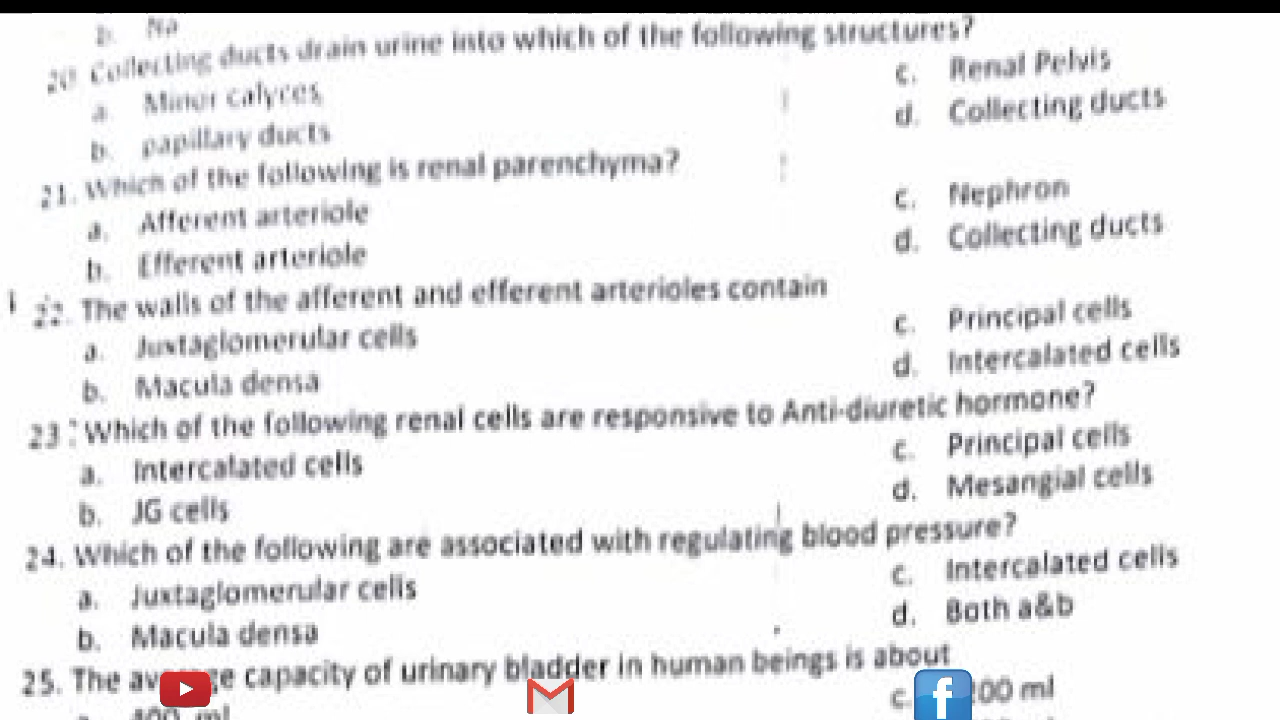 b. Na
20. Collecting ducts drain urine into which of the following structures?
a. Minor calyces
b. papillary ducts
c. Renal Pelvis
d. Collecting ducts
21. Which of the following is renal parenchyma?
a. Afferent arteriole
b. Efferent arteriole
c. Nephron
d. Collecting ducts
22. The walls of the afferent and efferent arterioles contain
a. Juxtaglomerular cells
b. Macula densa
c. Principal cells
d. Intercalated cells
23. Which of the following renal cells are responsive to Anti-diuretic hormone?
a. Intercalated cells
b. JG cells
c. Principal cells
d. Mesangial cells
24. Which of the following are associated with regulating blood pressure?
a. Juxtaglomerular cells
b. Macula densa
c. Intercalated cells
d. Both a&b
25. The capacity of urinary bladder in human beings is about
a. 400 ml
c. ml